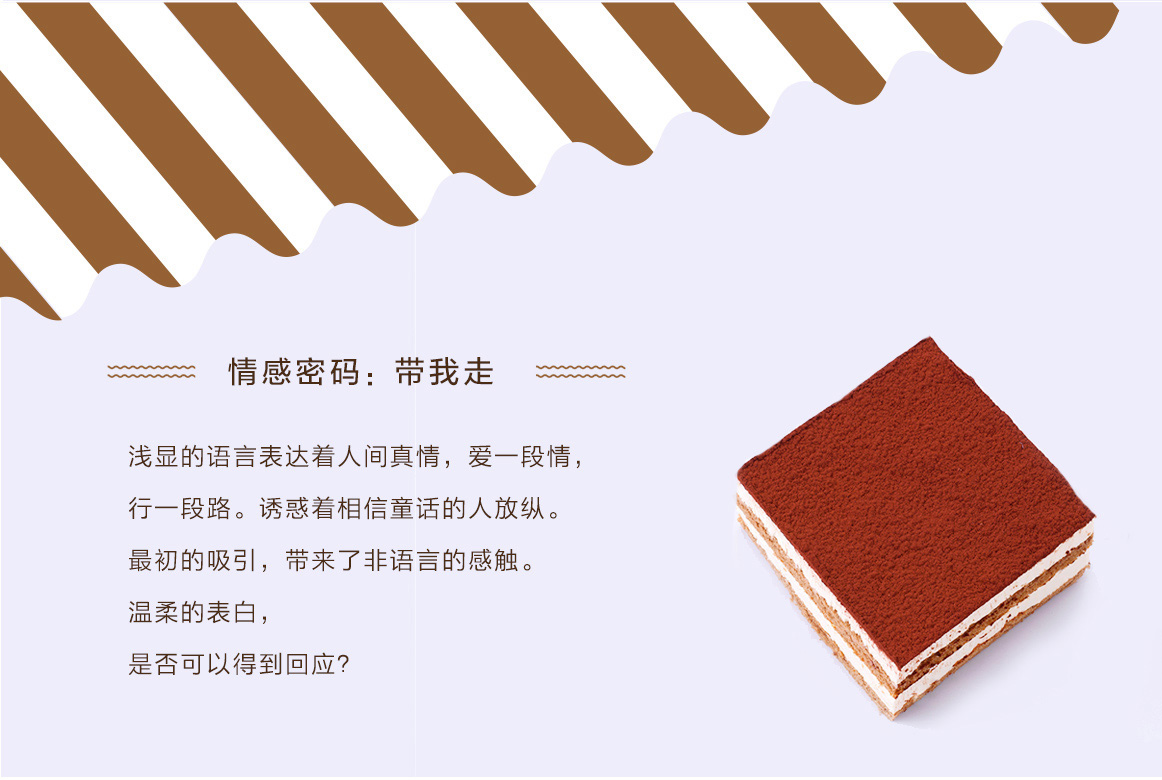 情感密码：带我走
浅显的语言表达着人间真情，爱一段情，
行一段路。诱惑着相信童话的人放纵。
最初的吸引，带来了非语言的感触。
温柔的表白，
是否可以得到回应？